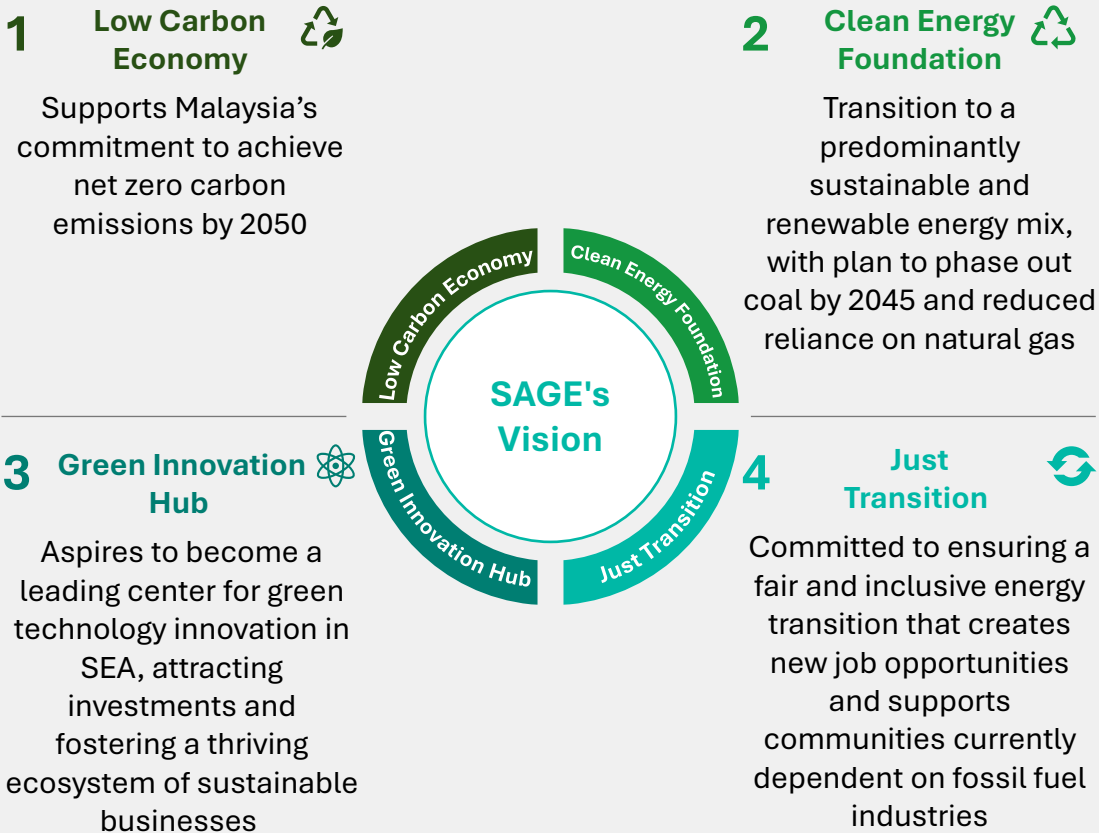 1
Low Carbon
Economy
Supports Malaysia’s
commitment to achieve
net zero carbon
emissions by 2050
2
Clean Energy
Foundation
Transition to a
predominantly
sustainable and
renewable energy mix,
with plan to phase out
coal by 2045 and reduced
reliance on natural gas
Low Carbon Economy
Clean Energy Foundation
SAGE's
Vision
Green Innovation Hub
Just Transition
3
Green Innovation
Hub
Aspires to become a
leading center for green
technology innovation in
SEA, attracting
investments and
fostering a thriving
ecosystem of sustainable
businesses
4
Just
Transition
Committed to ensuring a
fair and inclusive energy
transition that creates
new job opportunities
and supports
communities currently
dependent on fossil fuel
industries